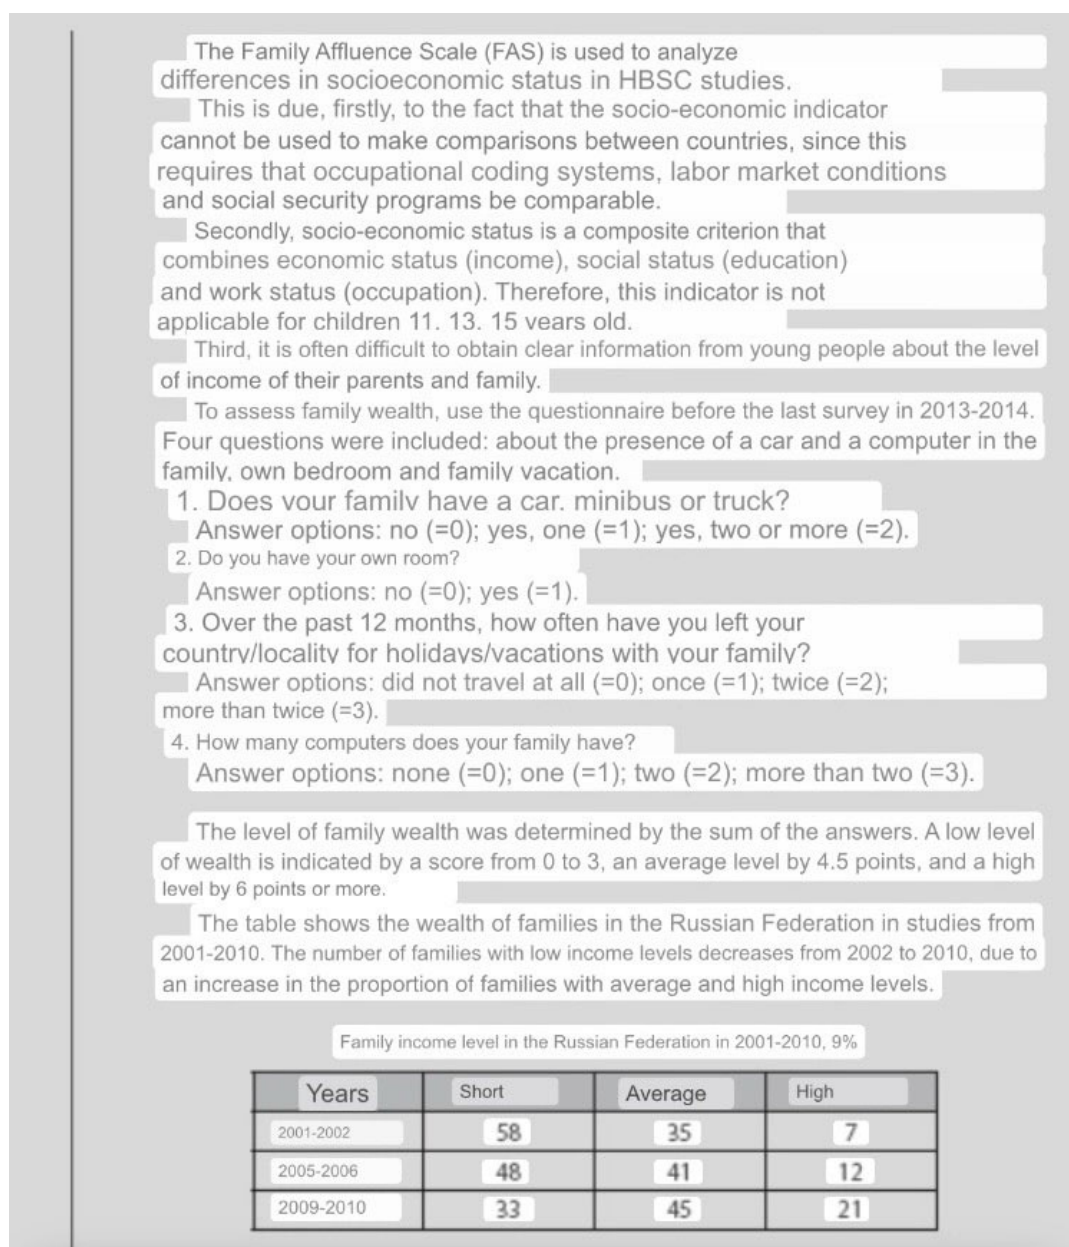 The Family Affluence Scale (FAS) is used to analyze
differences in socioeconomic status in HBSC studies.
This is due, firstly, to the fact that the socio-economic indicator
cannot be used to make comparisons between countries, since this
requires that occupational coding systems, labor market conditions
and social security programs be comparable.
Secondly, socio-economic status is a composite criterion that
combines economic status (income), social status (education)
and work status (occupation). Therefore, this indicator is not
applicable for children 11. 13. 15 years old.
Third, it is often difficult to obtain clear information from young people about the level
of income of their parents and family.
To assess family wealth, use the questionnaire before the last survey in 2013-2014.
Four questions were included: about the presence of a car and a computer in the
family, own bedroom and family vacation.
1. Does your family have a car. minibus or truck?
Answer options: no (=0); yes, one (=1); yes, two or more (=2).
2. Do you have your own room?
Answer options: no (=0); yes (=1).
3. Over the past 12 months, how often have you left your
country/locality for holidays/vacations with your family?
Answer options: did not travel at all (=0); once (=1); twice (=2);
more than twice (=3).
4. How many computers does your family have?
Answer options: none (=0); one (=1); two (=2); more than two (=3).
The level of family wealth was determined by the sum of the answers. A low level
of wealth is indicated by a score from 0 to 3, an average level by 4.5 points, and a high
level by 6 points or more.
The table shows the wealth of families in the Russian Federation in studies from
2001-2010. The number of families with low income levels decreases from 2002 to 2010, due to
an increase in the proportion of families with average and high income levels.
Family income level in the Russian Federation in 2001-2010, 9%
Years Short Average High
2001-2002 58 35 7
2005-2006 48 41 12
2009-2010 33 45 21